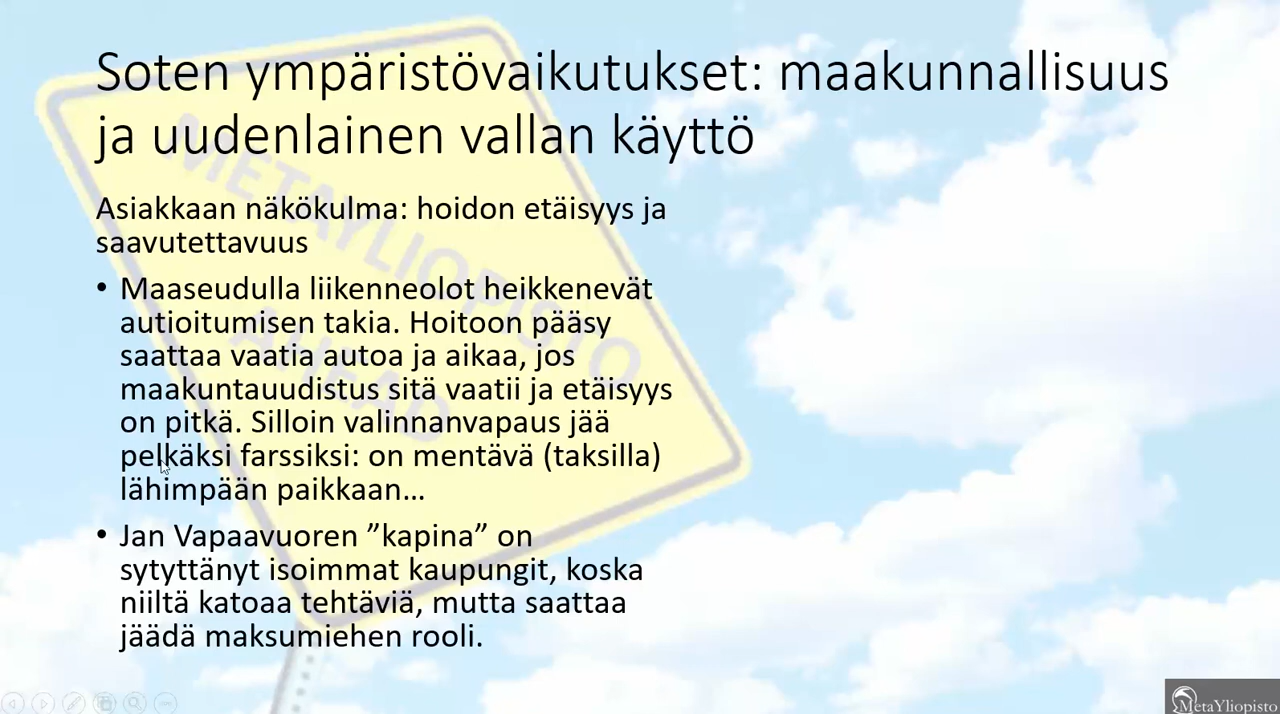 Soten ympäristövaikutukset: maakunnallisuus
ja uudenlainen vallan käyttö
Asiakkaan näkökulma: hoidon etäisyys ja
saavutettavuus
• Maaseudulla liikenneolot heikkenevät
autioitumisen takia. Hoitoon pääsy
saattaa vaatia autoa ja aikaa, jos
maakuntauudistus sitä vaatii ja etäisyys
on pitkä. Silloin valinnanvapaus jää
pelkäksi farssiksi: on mentävä (taksilla)
lähimpään paikkaan…
• Jan Vapaavuoren ”kapina” on
sytyttänyt isoimmat kaupungit, koska
niiltä katoaa tehtäviä, mutta saattaa
jäädä maksumiehen rooli.
METAYLIOPISTO
AHEAD
MetaYliopisto